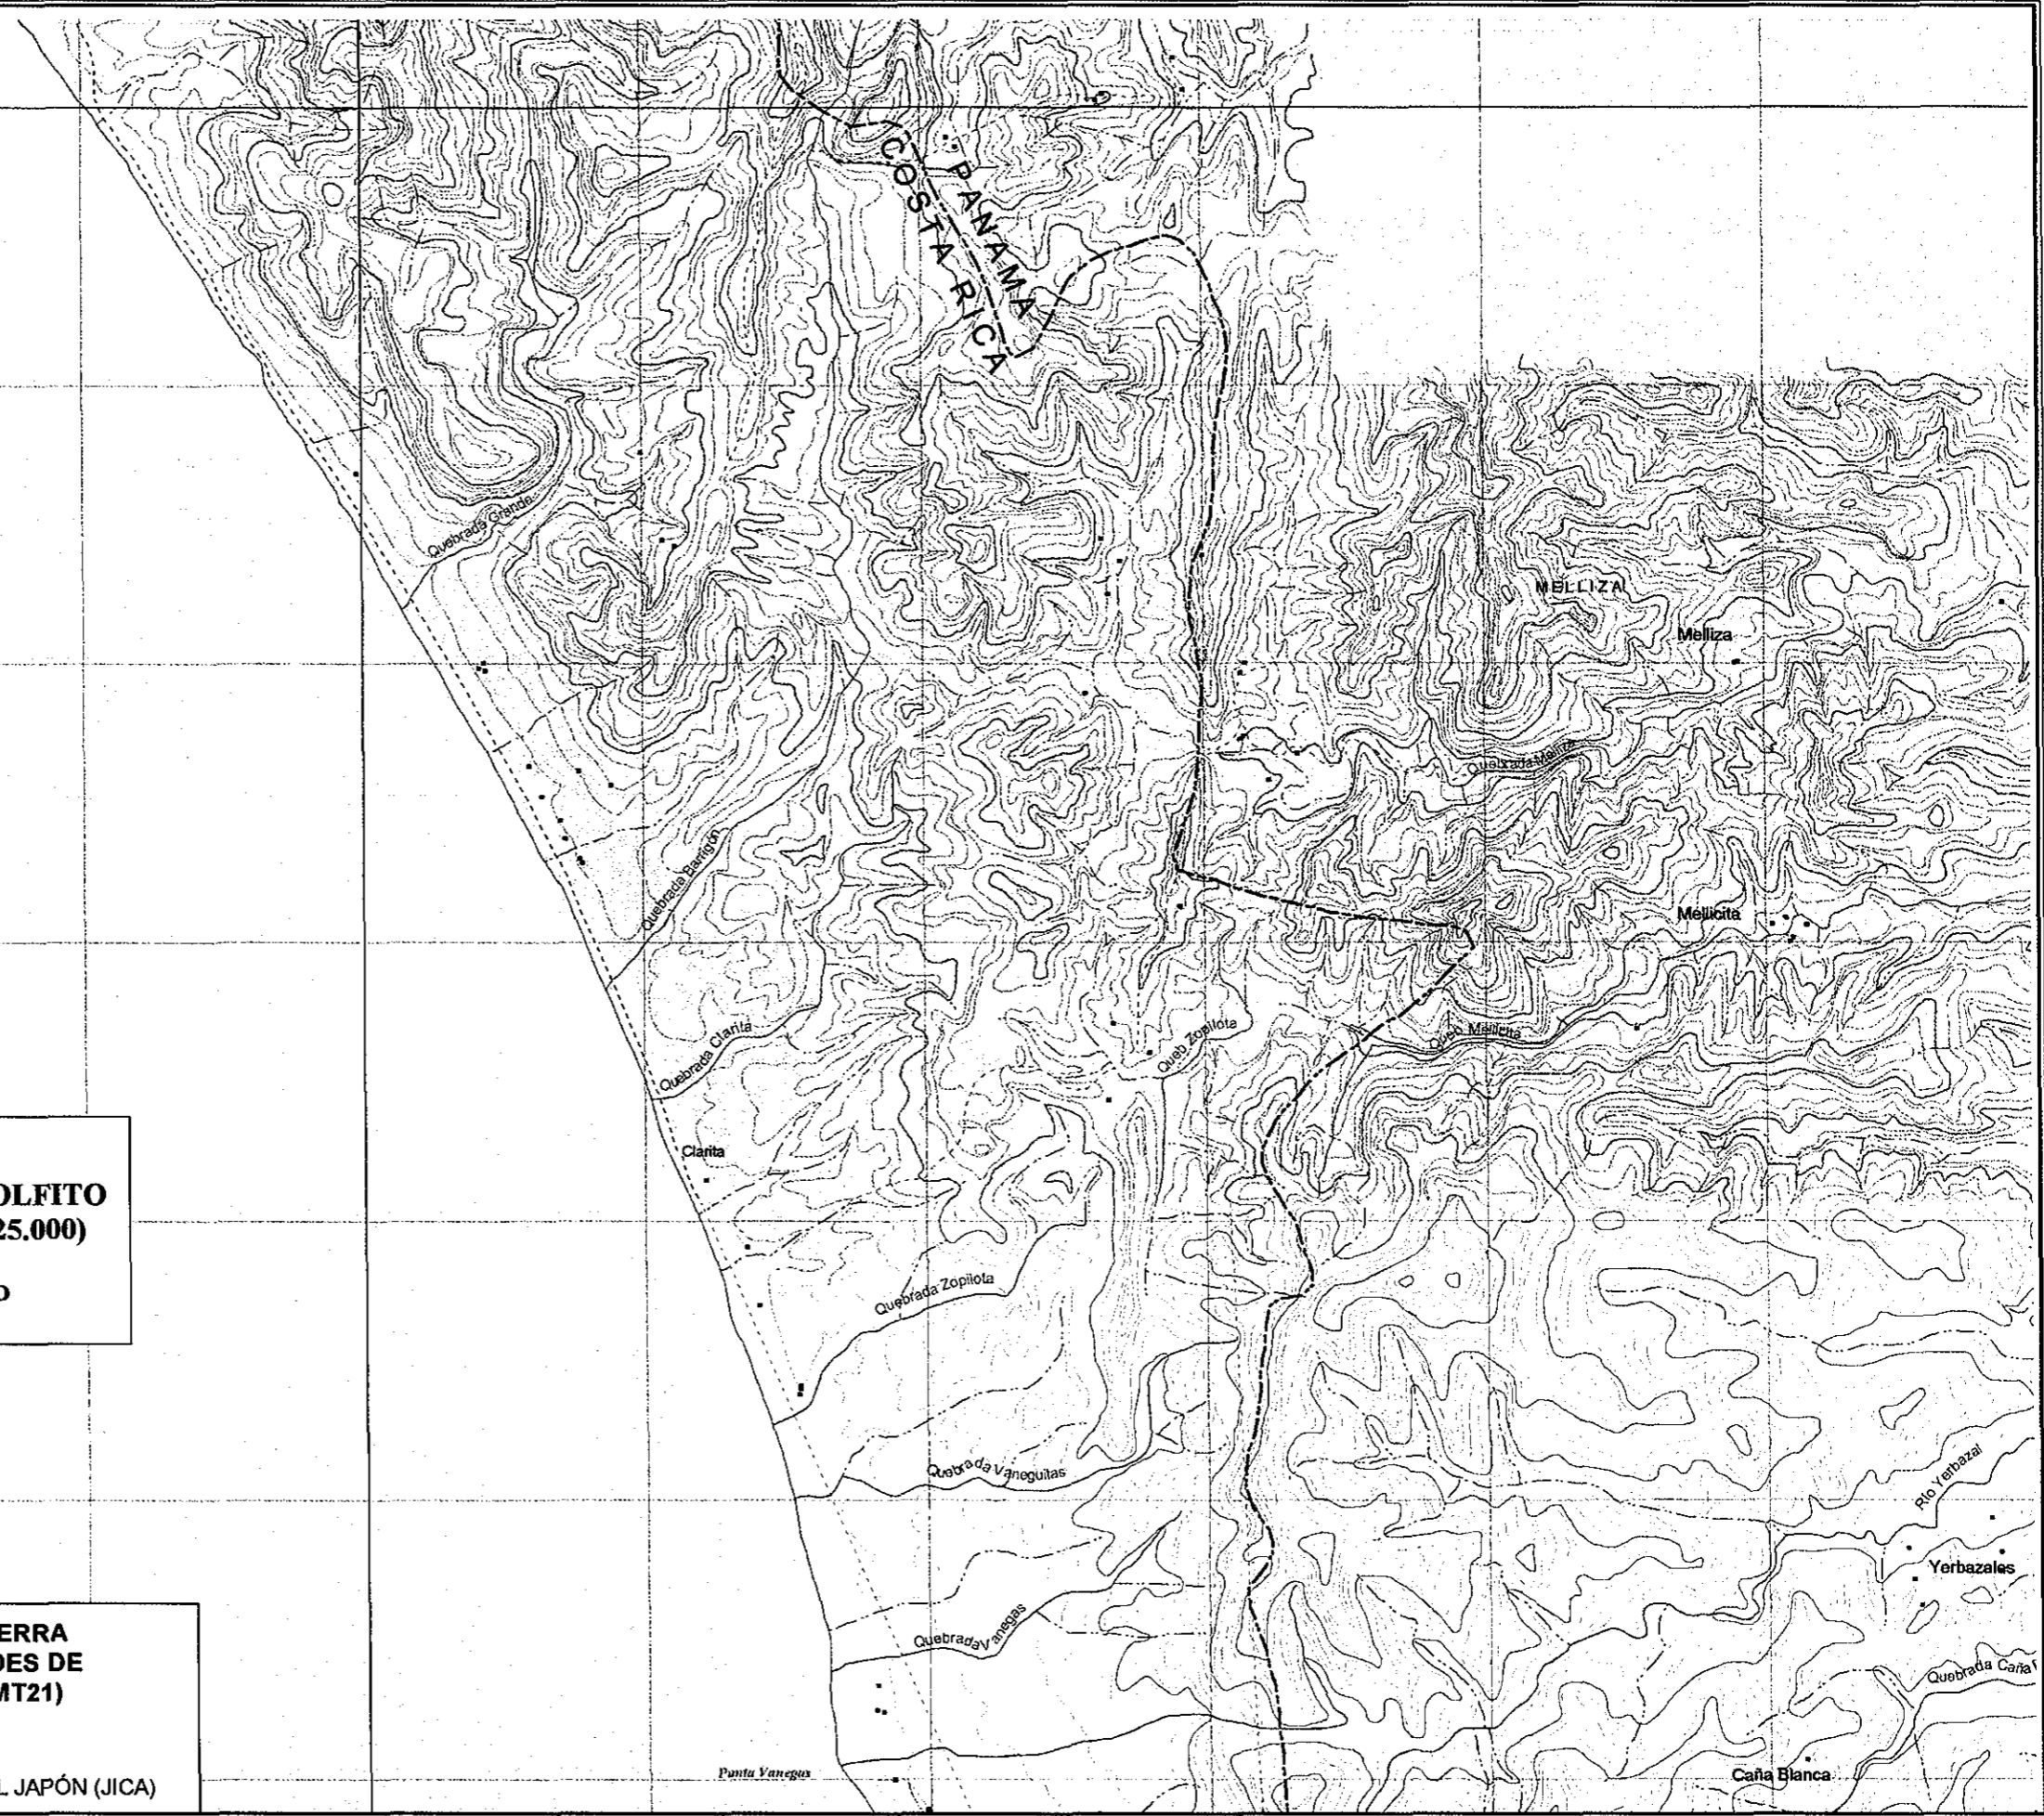 PANAMA
COSTA RICA
Quebrada Grande
MELLIZA
Melliza
Quebrada Melliza
Quebrada Barrigón
Mellicita
Quebrada Clarita
Queb Zopilota
Queb Mellicita
Clarita
OLFITO
25.000)
O
Quebrada Zopilota
Quebrada Vaneguitas
Río Yerbazal
Yerbazales
ERRA
DES DE
MT21)
Quebrada Vanegas
Quebrada Caña
L JAPÓN (JICA)
Punta Vanegas
Caña Blanca